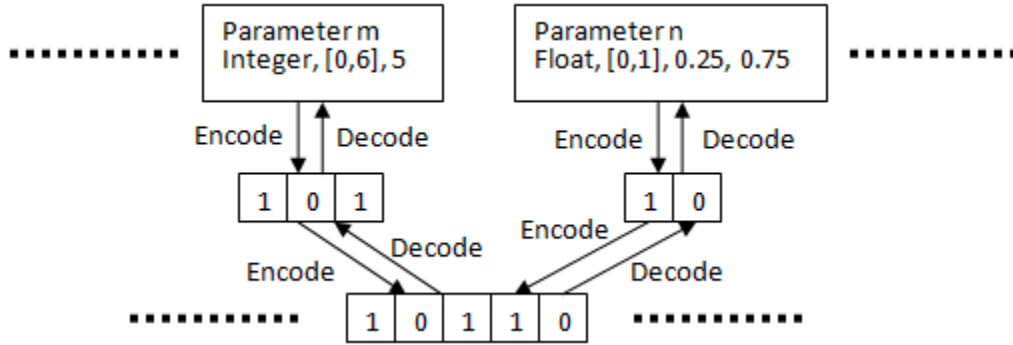 Parameter m
Integer, [0,6], 5
Parameter n
Float, [0,1], 0.25, 0.75
Encode Decode Encode Decode
1 0 1 1 0
Encode Decode Encode Decode
1 0 1 1 0